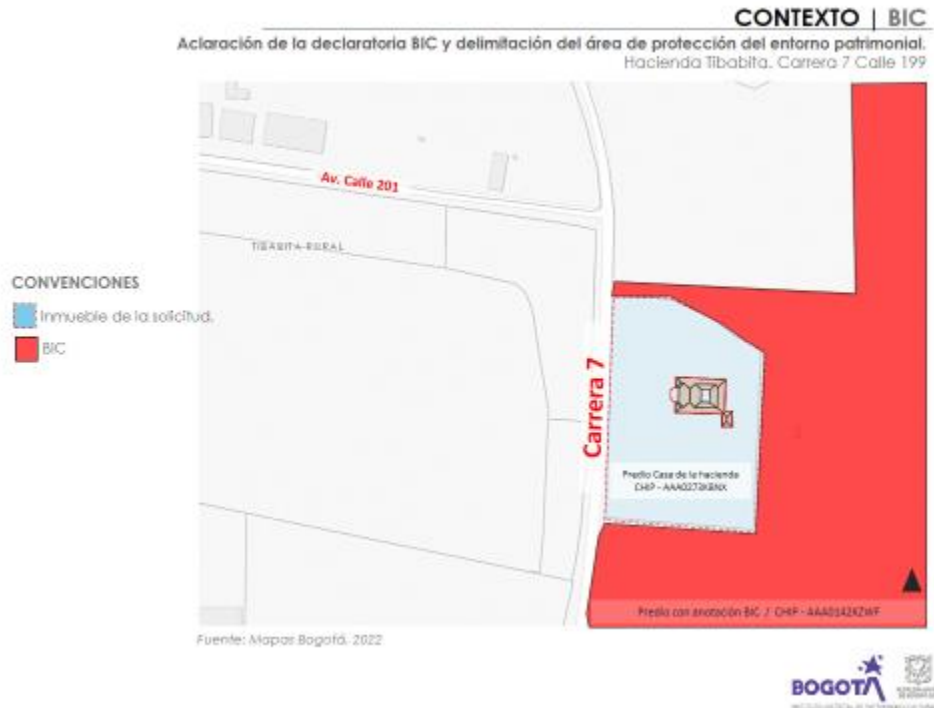 CONTEXTO | BIC
Aclaración de la declaratoria BIC y delimitación del área de protección del entorno patrimonial.
Hacienda Tibabita. Carrera 7 Calle 199
Av. Calle 201
TIBABITA RURAL
CONVENCIONES
Inmueble de la solicitud.
BIC
Carrera 7
Predio Casa de la hacienda
CHIP - AAA0273KBNX
Predio con anotación BIC / CHIP - AAA0142KZWF
Fuente: Mapas Bogotá, 2022
BOGOTÁ